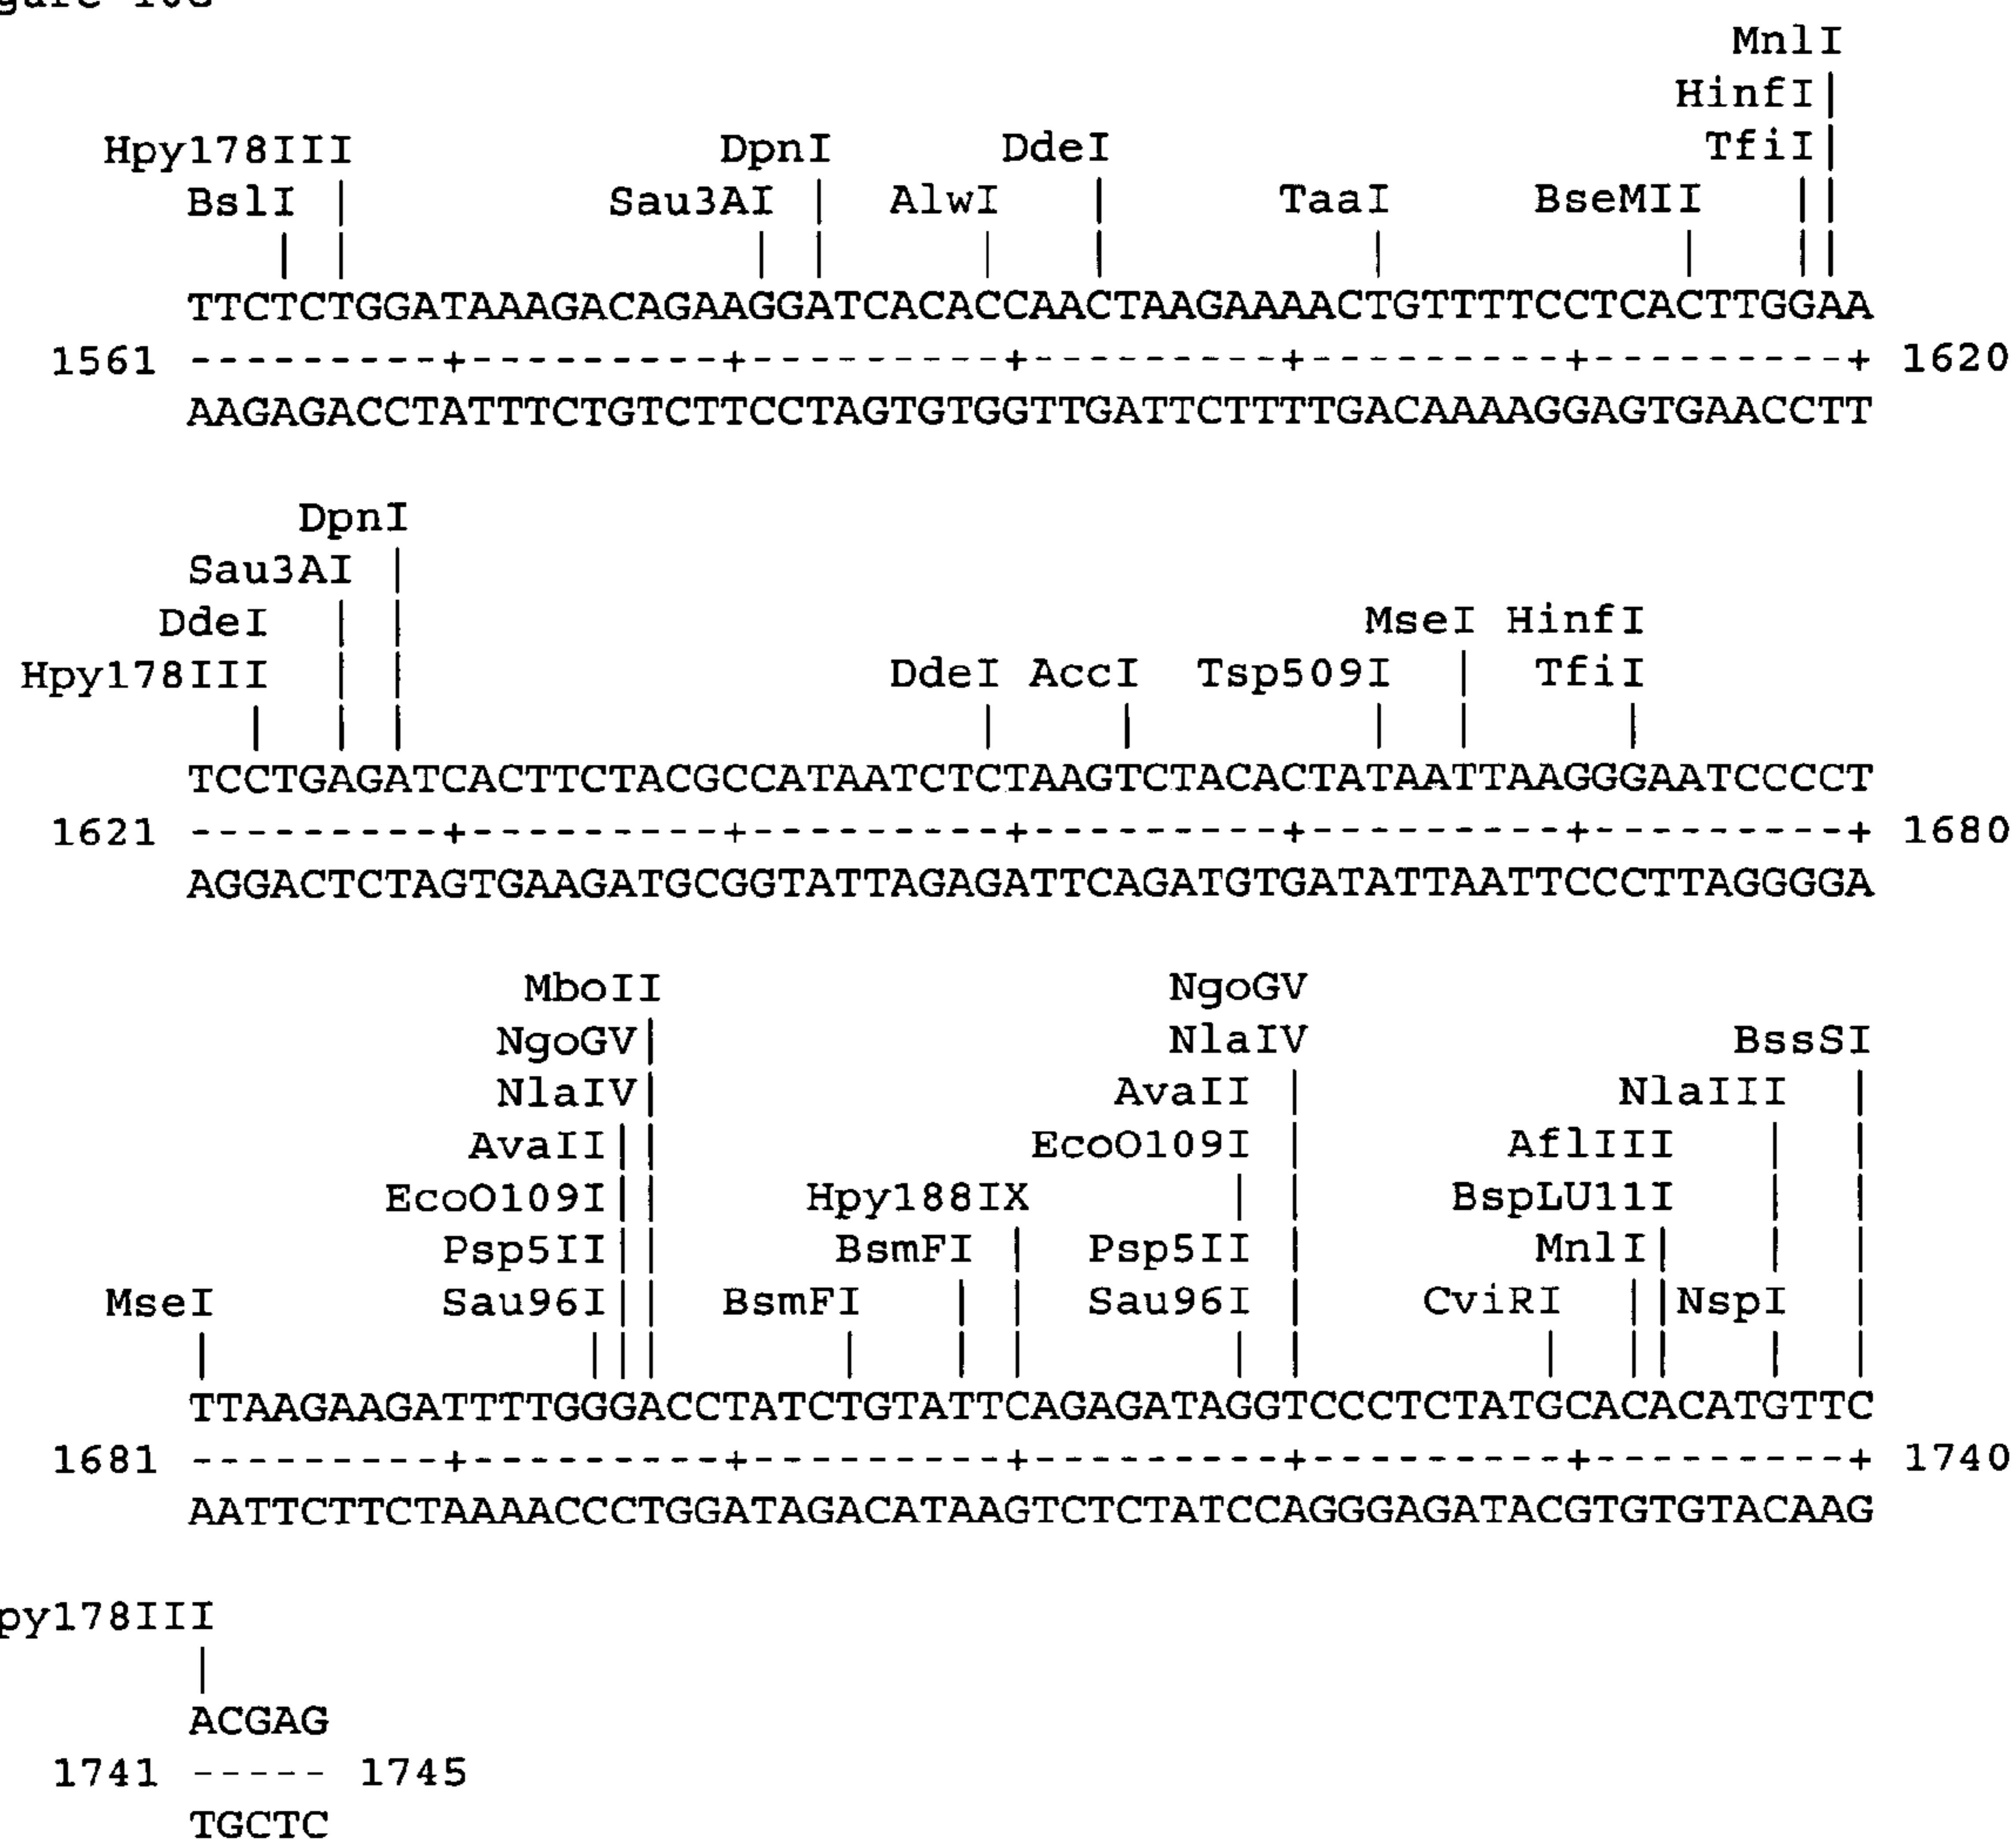 MnlI
HinfI|
Hpy178III DpnI DdeI TfiI|
BslI | Sau3AI | AlwI | TaaI BseMII ||
| | | | | | | | ||
TTCTCTGGATAAAGACAGAAGGATCACACCAACTAAGAAAACTGTTTTCCTCACTTGGAA
1561 ---------+---------+---------+---------+---------+---------+ 1620
AAGAGACCTATTTCTGTCTTCCTAGTGTGGTTGATTCTTTTGACAAAAGGAGTGAACCTT
DpnI
Sau3AI |
DdeI | | MseI HinfI
Hpy178III | | DdeI AccI Tsp509I | TfiI
| | | | | | | |
TCCTGAGATCACTTCTACGCCATAATCTCTAAGTCTACACTATAATTAAGGGAATCCCCT
1621 ---------+---------+---------+---------+---------+---------+ 1680
AGGACTCTAGTGAAGATGCGGTATTAGAGATTCAGATGTGATATTAATTCCCTTAGGGGA
MboII NgoGV
NgoGV| NlaIV BssSI
NlaIV| AvaII | NlaIII |
AvaII|| EcoO109I | AflIII | |
EcoO109I|| Hpy188IX | | BspLU11I | |
Psp5II|| BsmFI | Psp5II | MnlI| | |
MseI Sau96I|| BsmFI | | Sau96I | CviRI ||NspI |
| ||| | | | | | | || | |
TTAAGAAGATTTTGGGACCTATCTGTATTCAGAGATAGGTCCCTCTATGCACACATGTTC
1681 ---------+---------+---------+---------+---------+---------+ 1740
AATTCTTCTAAAACCCTGGATAGACATAAGTCTCTATCCAGGGAGATACGTGTGTACAAG
py178III
|
ACGAG
1741 ----- 1745
TGCTC